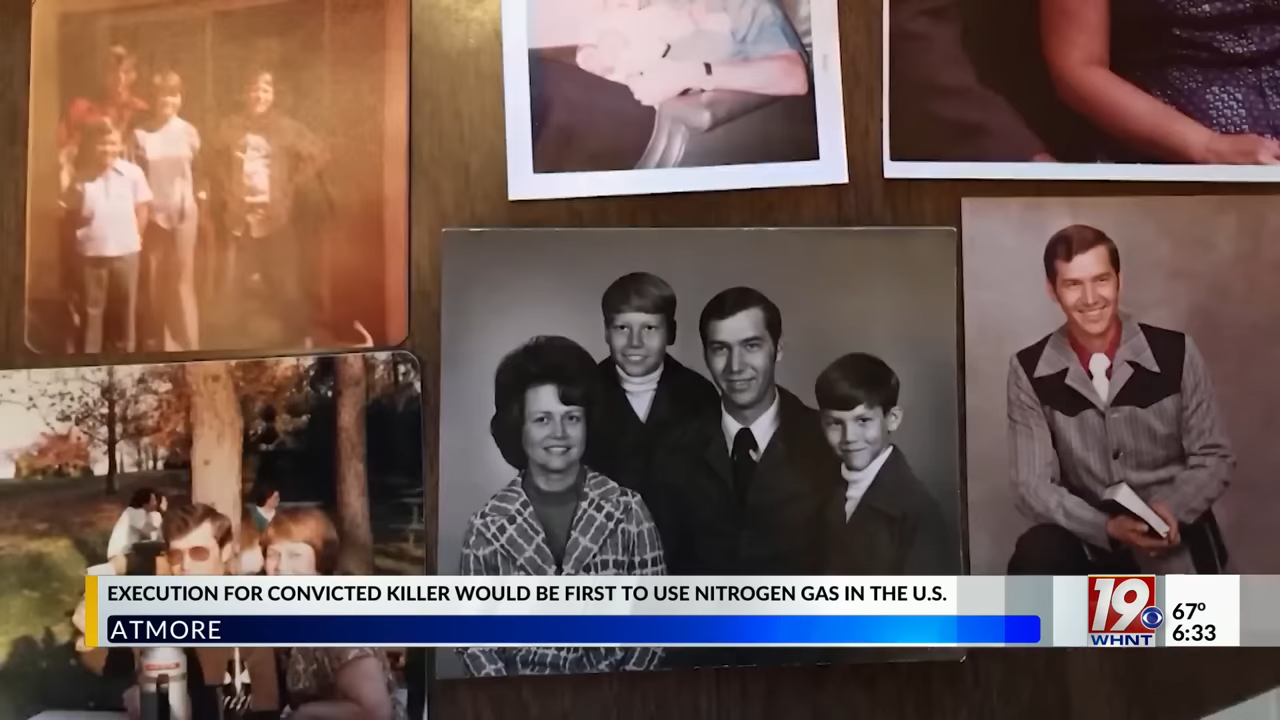 EXECUTION FOR CONVICTED KILLER WOULD BE FIRST TO USE NITROGEN GAS IN THE U.S.
ATMORE
19
WHNT
67°
6:33